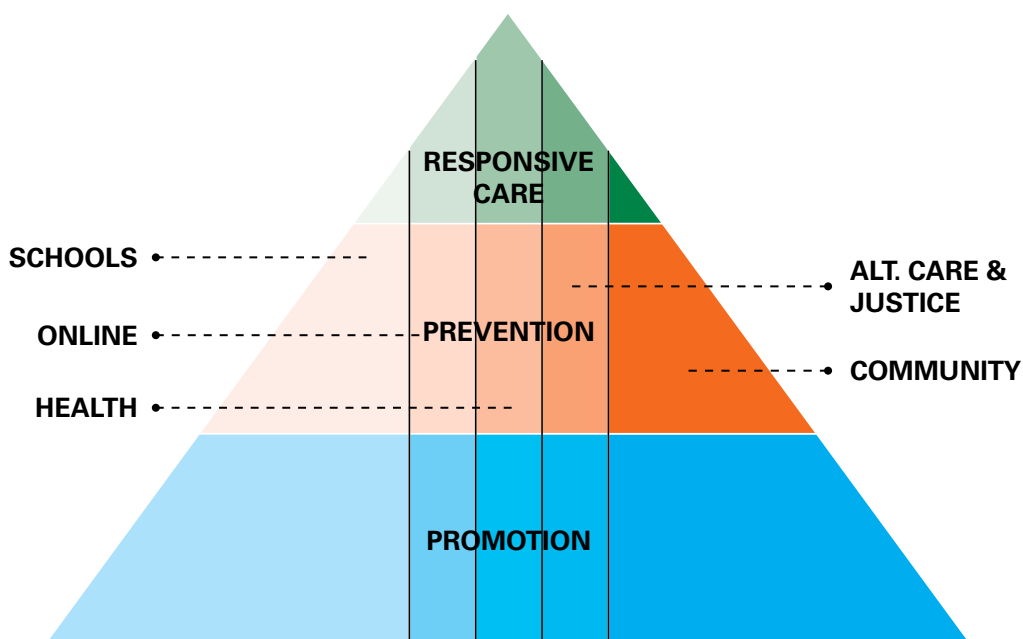 RESPONSIVE
CARE
SCHOOLS
ALT. CARE &
JUSTICE
ONLINE
PREVENTION
COMMUNITY
HEALTH
PROMOTION